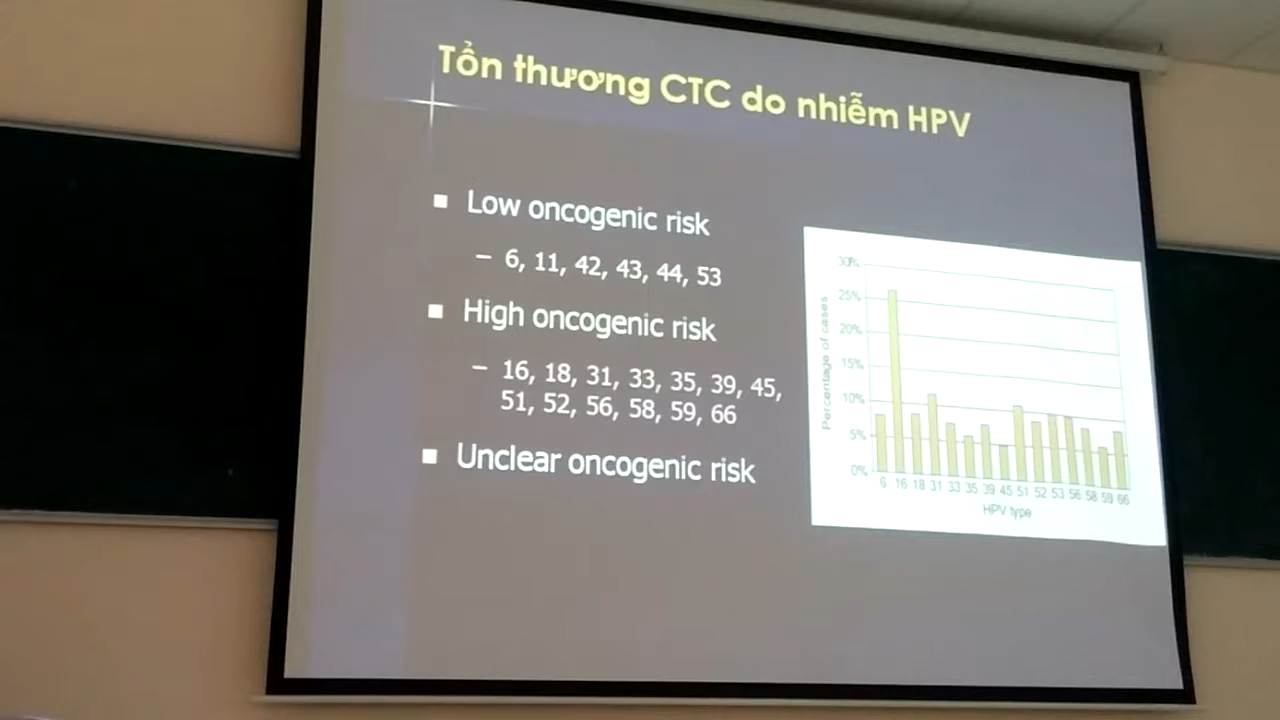 Tổn thương CTC do nhiễm HPV
Low oncogenic risk
– 6, 11, 42, 43, 44, 53
High oncogenic risk
– 16, 18, 31, 33, 35, 39, 45,
51, 52, 56, 58, 59, 66
Unclear oncogenic risk
30%
25%
20%
15%
10%
5%
0%
Percentage of cases
6 16 18 31 33 35 39 45 51 52 53 56 58 59 66
HPV type